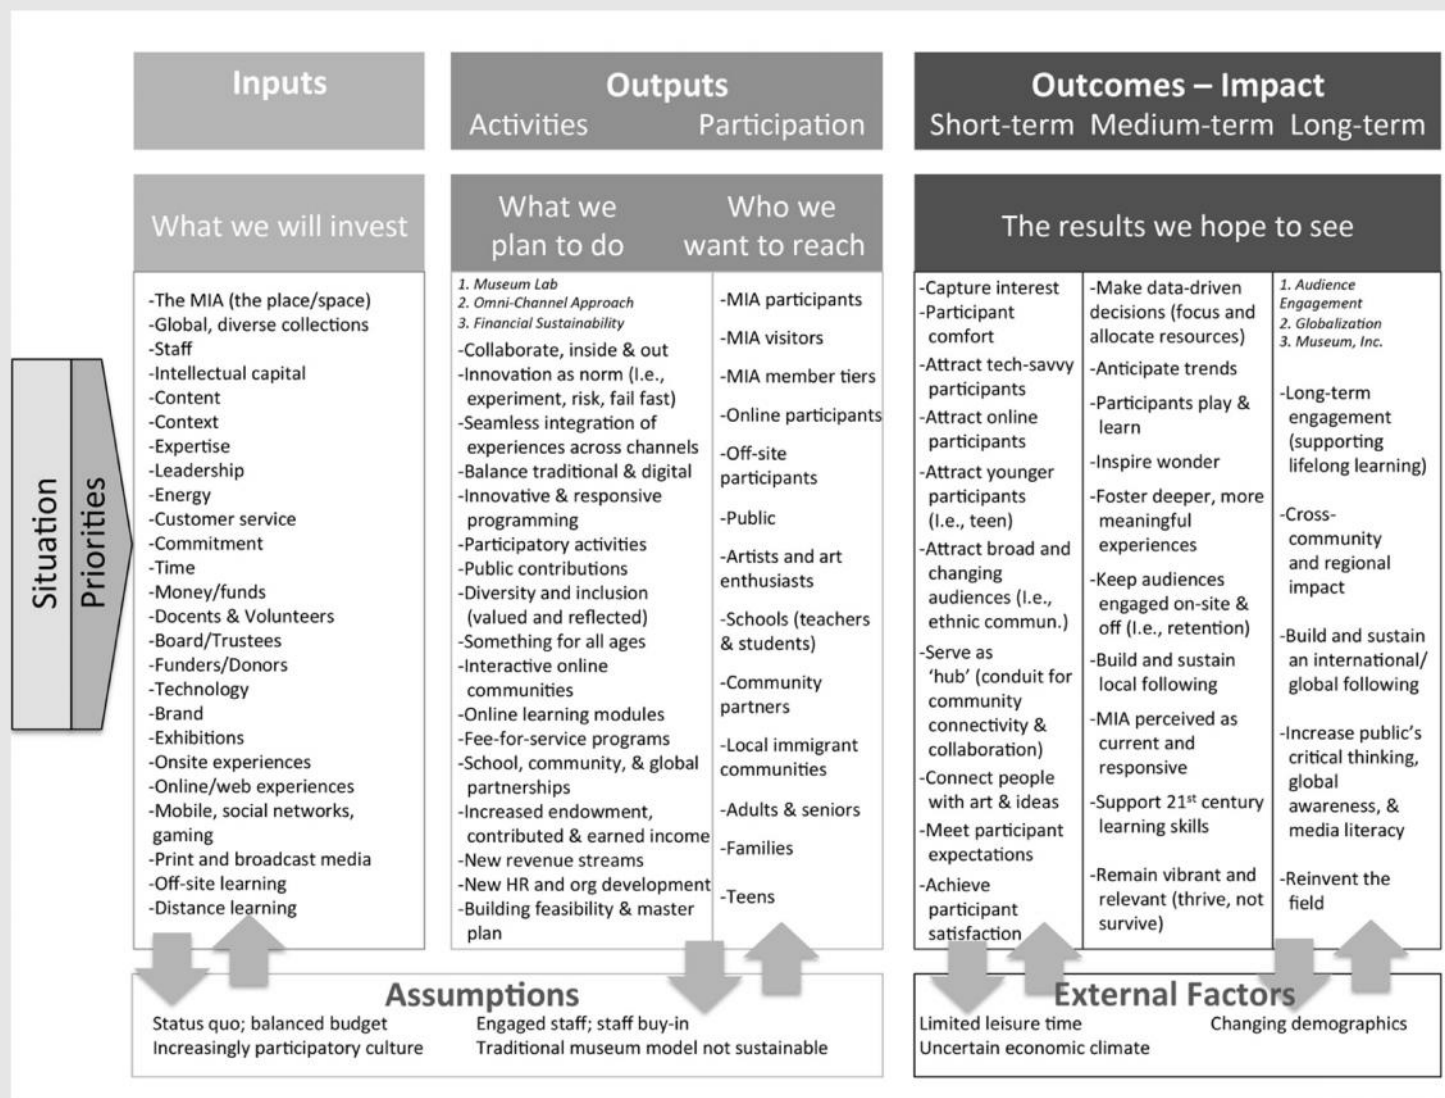 Inputs
Outputs
Activities
Participation
Outcomes – Impact
Short-term Medium-term Long-term
What we will invest
What we
plan to do
Who we
want to reach
The results we hope to see
Situation
Priorities
-The MIA (the place/space)
-Global, diverse collections
-Staff
-Intellectual capital
-Content
-Context
-Expertise
-Leadership
-Energy
-Customer service
-Commitment
-Time
-Money/funds
-Docents & Volunteers
-Board/Trustees
-Funders/Donors
-Technology
-Brand
-Exhibitions
-Onsite experiences
-Online/web experiences
-Mobile, social networks,
gaming
-Print and broadcast media
-Off-site learning
-Distance learning
1. Museum Lab
2. Omni-Channel Approach
3. Financial Sustainability
-Collaborate, inside & out
-Innovation as norm (I.e.,
experiment, risk, fail fast)
-Seamless integration of
experiences across channels
-Balance traditional & digital
-Innovative & responsive
programming
-Participatory activities
-Public contributions
-Diversity and inclusion
(valued and reflected)
-Something for all ages
-Interactive online
communities
-Online learning modules
-Fee-for-service programs
-School, community, & global
partnerships
-Increased endowment,
contributed & earned income
-New revenue streams
-New HR and org development
-Building feasibility & master
plan
-MIA participants
-MIA visitors
-MIA member tiers
-Online participants
-Off-site
participants
-Public
-Artists and art
enthusiasts
-Schools (teachers
& students)
-Community
partners
-Local immigrant
communities
-Adults & seniors
-Families
-Teens
-Capture interest
-Participant
comfort
-Attract tech-savvy
participants
-Attract online
participants
-Attract younger
participants
(I.e., teen)
-Attract broad and
changing
audiences (I.e.,
ethnic commun.)
-Serve as
‘hub’ (conduit for
community
connectivity &
collaboration)
-Connect people
with art & ideas
-Meet participant
expectations
-Achieve
participant
satisfaction
-Make data-driven
decisions (focus and
allocate resources)
-Anticipate trends
-Participants play &
learn
-Inspire wonder
-Foster deeper, more
meaningful
experiences
-Keep audiences
engaged on-site &
off (I.e., retention)
-Build and sustain
local following
-MIA perceived as
current and
responsive
-Support 21st century
learning skills
-Remain vibrant and
relevant (thrive, not
survive)
1. Audience
Engagement
2. Globalization
3. Museum, Inc.
-Long-term
engagement
(supporting
lifelong learning)
-Cross-
community
and regional
impact
-Build and sustain
an international/
global following
-Increase public’s
critical thinking,
global
awareness, &
media literacy
-Reinvent the
field
Assumptions
Status quo; balanced budget
Increasingly participatory culture
Engaged staff; staff buy-in
Traditional museum model not sustainable
External Factors
Limited leisure time
Uncertain economic climate
Changing demographics